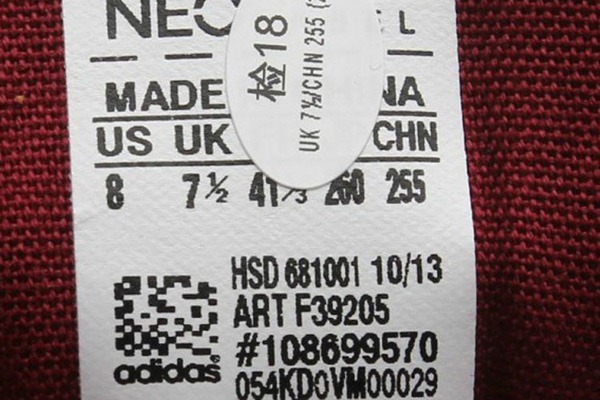 NEO L
检18
UK 7½/CHN 255
MADE NA
US UK CHN
8 7½ 41⅓ 260 255
HSD 681001 10/13
ART F39205
#108699570
adidas
054KD0VM00029